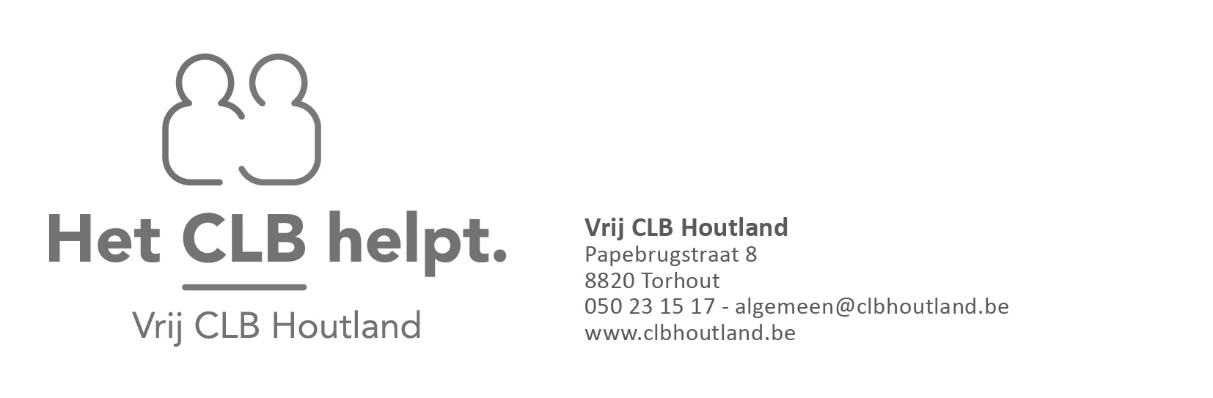 Het CLB helpt.
Vrij CLB Houtland
Vrij CLB Houtland
Papebrugstraat 8
8820 Torhout
050 23 15 17 - algemeen@clbhoutland.be
www.clbhoutland.be